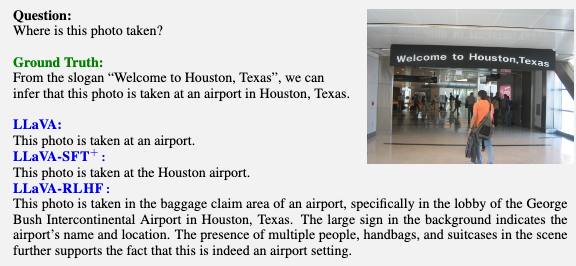 Question:
Where is this photo taken?
Ground Truth:
From the slogan “Welcome to Houston, Texas”, we can
infer that this photo is taken at an airport in Houston, Texas.
Welcome to Houston,Texas
LLaVA:
This photo is taken at an airport.
LLaVA-SFT+ :
This photo is taken at the Houston airport.
LLaVA-RLHF :
This photo is taken in the baggage claim area of an airport, specifically in the lobby of the George
Bush Intercontinental Airport in Houston, Texas. The large sign in the background indicates the
airport’s name and location. The presence of multiple people, handbags, and suitcases in the scene
further supports the fact that this is indeed an airport setting.